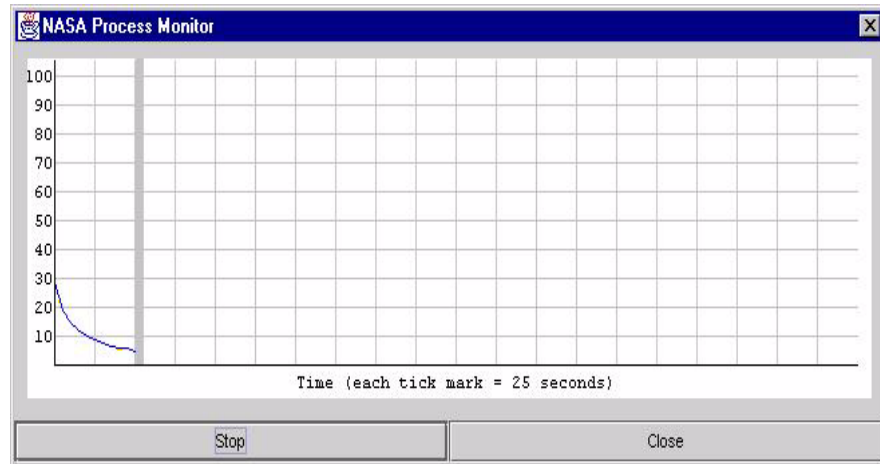 NASA Process Monitor
100
90
80
70
60
50
40
30
20
10
Time (each tick mark = 25 seconds)
Stop
Close